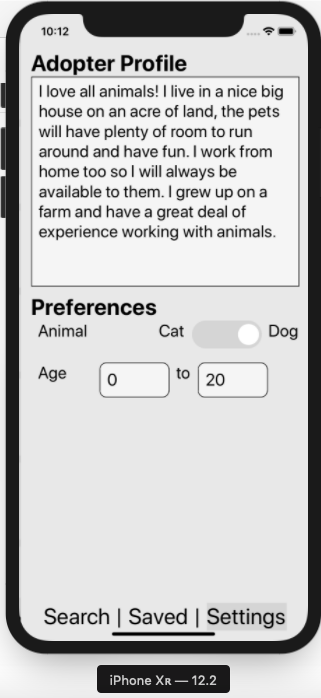 10:12
Adopter Profile
I love all animals! I live in a nice big
house on an acre of land, the pets
will have plenty of room to run
around and have fun. I work from
home too so I will always be
available to them. I grew up on a
farm and have a great deal of
experience working with animals.
Preferences
Animal Cat Dog
Age 0 to 20
Search | Saved | Settings
iPhone Xʀ — 12.2